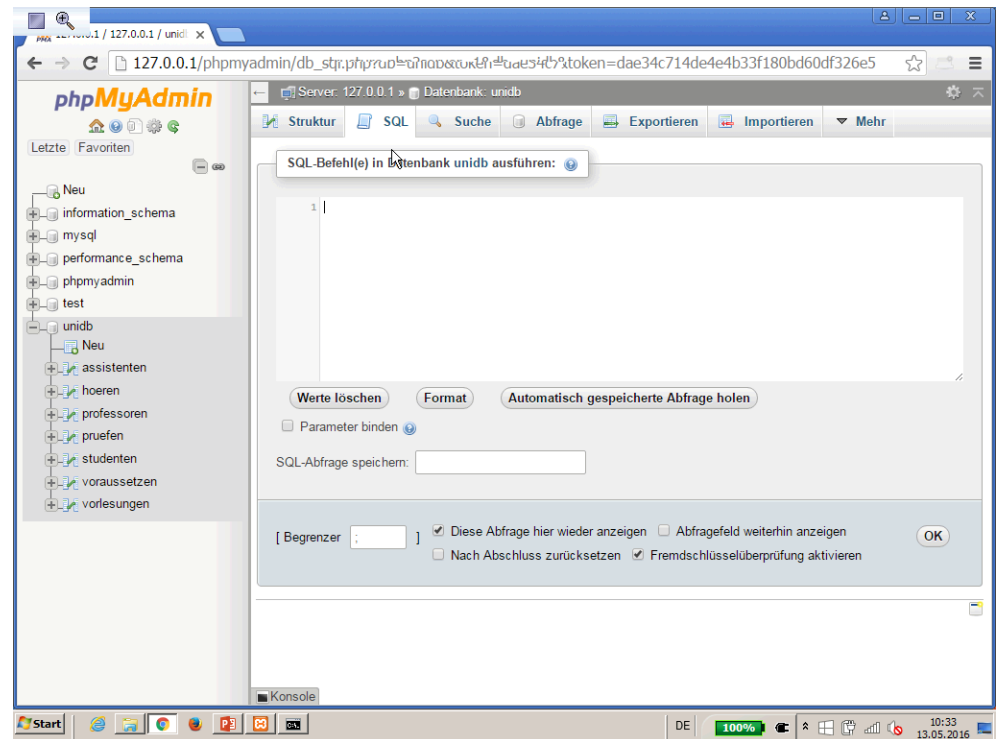 127.0.0.1 / 127.0.0.1 / unid
127.0.0.1/phpmyadmin/db_str token=dae34c714de4e4b33f180bd60df326e5
phpMyAdmin
Letzte Favoriten
Neu
information_schema
mysql
performance_schema
phpmyadmin
test
unidb
Neu
assistenten
hoeren
professoren
pruefen
studenten
voraussetzen
vorlesungen
Server: 127.0.0.1 » Datenbank: unidb
Struktur SQL Suche Abfrage Exportieren Importieren Mehr
SQL-Befehl(e) in Datenbank unidb ausführen:
1
Werte löschen Format Automatisch gespeicherte Abfrage holen
Parameter binden
SQL-Abfrage speichern:
[ Begrenzer ; ] Diese Abfrage hier wieder anzeigen Abfragefeld weiterhin anzeigen OK
Nach Abschluss zurücksetzen Fremdschlüsselüberprüfung aktivieren
Konsole
Start DE 100% 10:33
13.05.2016